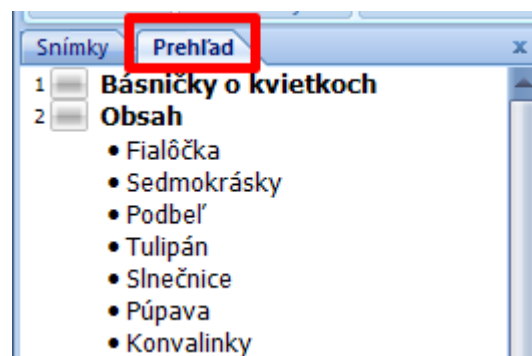 Snímky Prehľad x
1 Básničky o kvietkoch
2 Obsah
• Fialôčka
• Sedmokrásky
• Podbeľ
• Tulipán
• Slnečnice
• Púpava
• Konvalinky